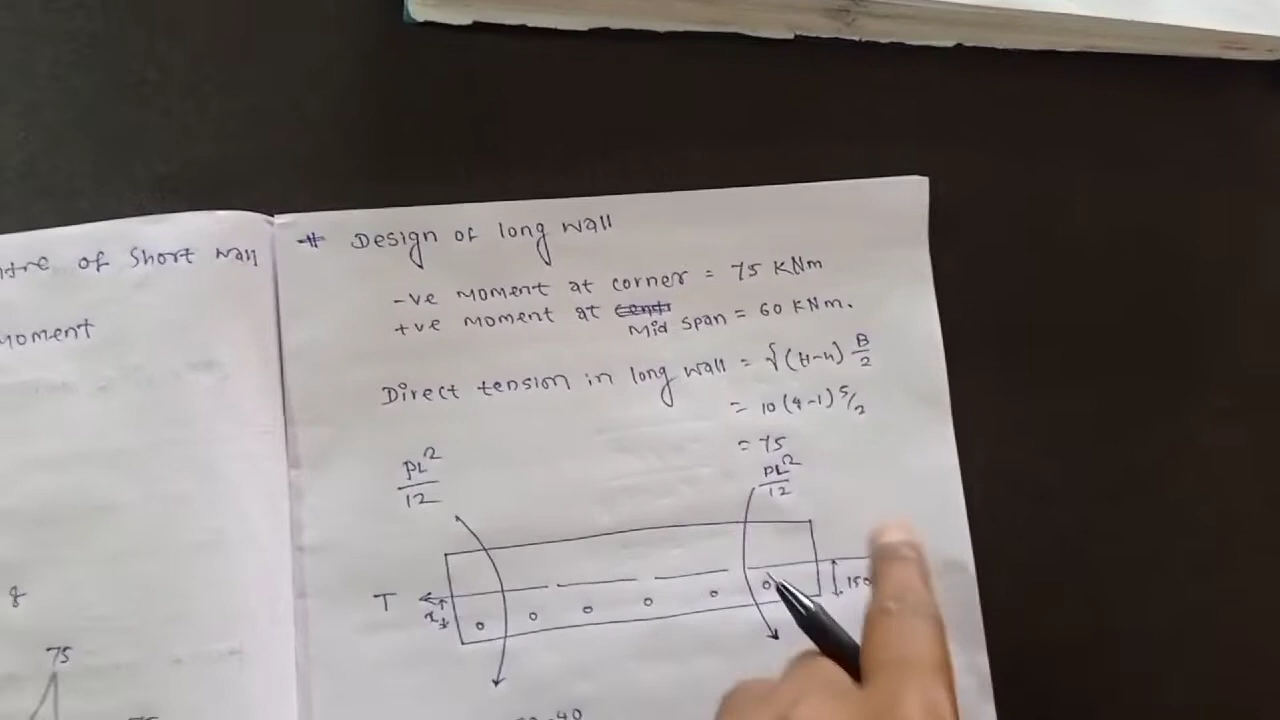 ntre of short wall
Moment
75
# Design of long wall
-ve moment at corner = 75 KNm
+ve moment at Mid span = 60 KNm.
Direct tension in long wall = γ(H-h) B/2
= 10(4-1) 5/2
= 75
PL²/12
PL²/12
T
x
150